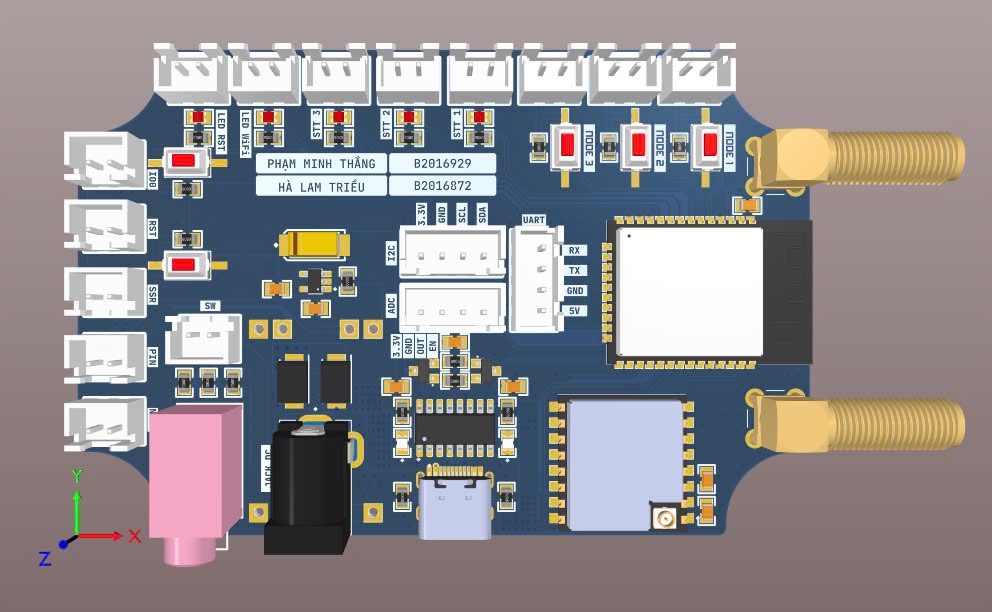 LED RST
LED WiFi
STT 3
STT 2
STT 1
NODE 3
NODE 2
NODE 1
PHẠM MINH THẮNG B2016929
HÀ LAM TRIỀU B2016872
IO0
RST
SSR
PIN
SW
3.3V
GND
SCL
SDA
I2C
UART
RX
TX
GND
5V
ADC
3.3V
GND
OUT
EN
JACK DC
Y
X
Z